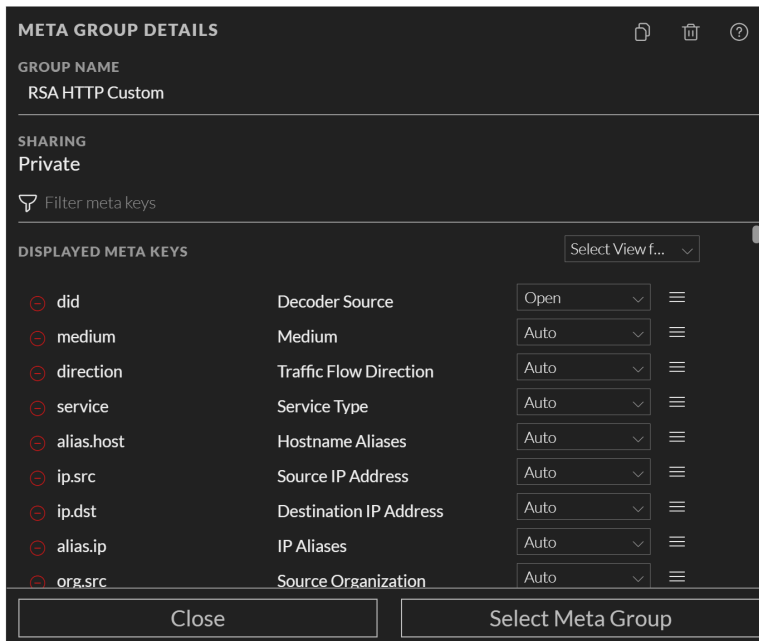 META GROUP DETAILS
GROUP NAME
RSA HTTP Custom
SHARING
Private
Filter meta keys
DISPLAYED META KEYS Select View f...
did Decoder Source Open
medium Medium Auto
direction Traffic Flow Direction Auto
service Service Type Auto
alias.host Hostname Aliases Auto
ip.src Source IP Address Auto
ip.dst Destination IP Address Auto
alias.ip IP Aliases Auto
org.src Source Organization Auto
Close Select Meta Group